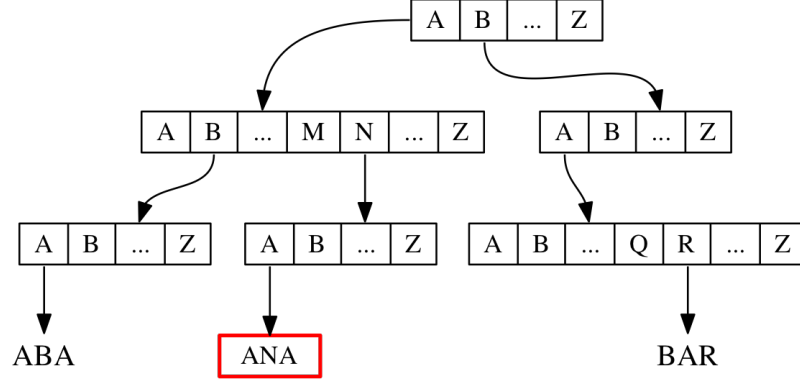 A B ... Z
A B ... M N ... Z
A B ... Z
A B ... Z
A B ... Z
A B ... Q R ... Z
ABA
ANA
BAR